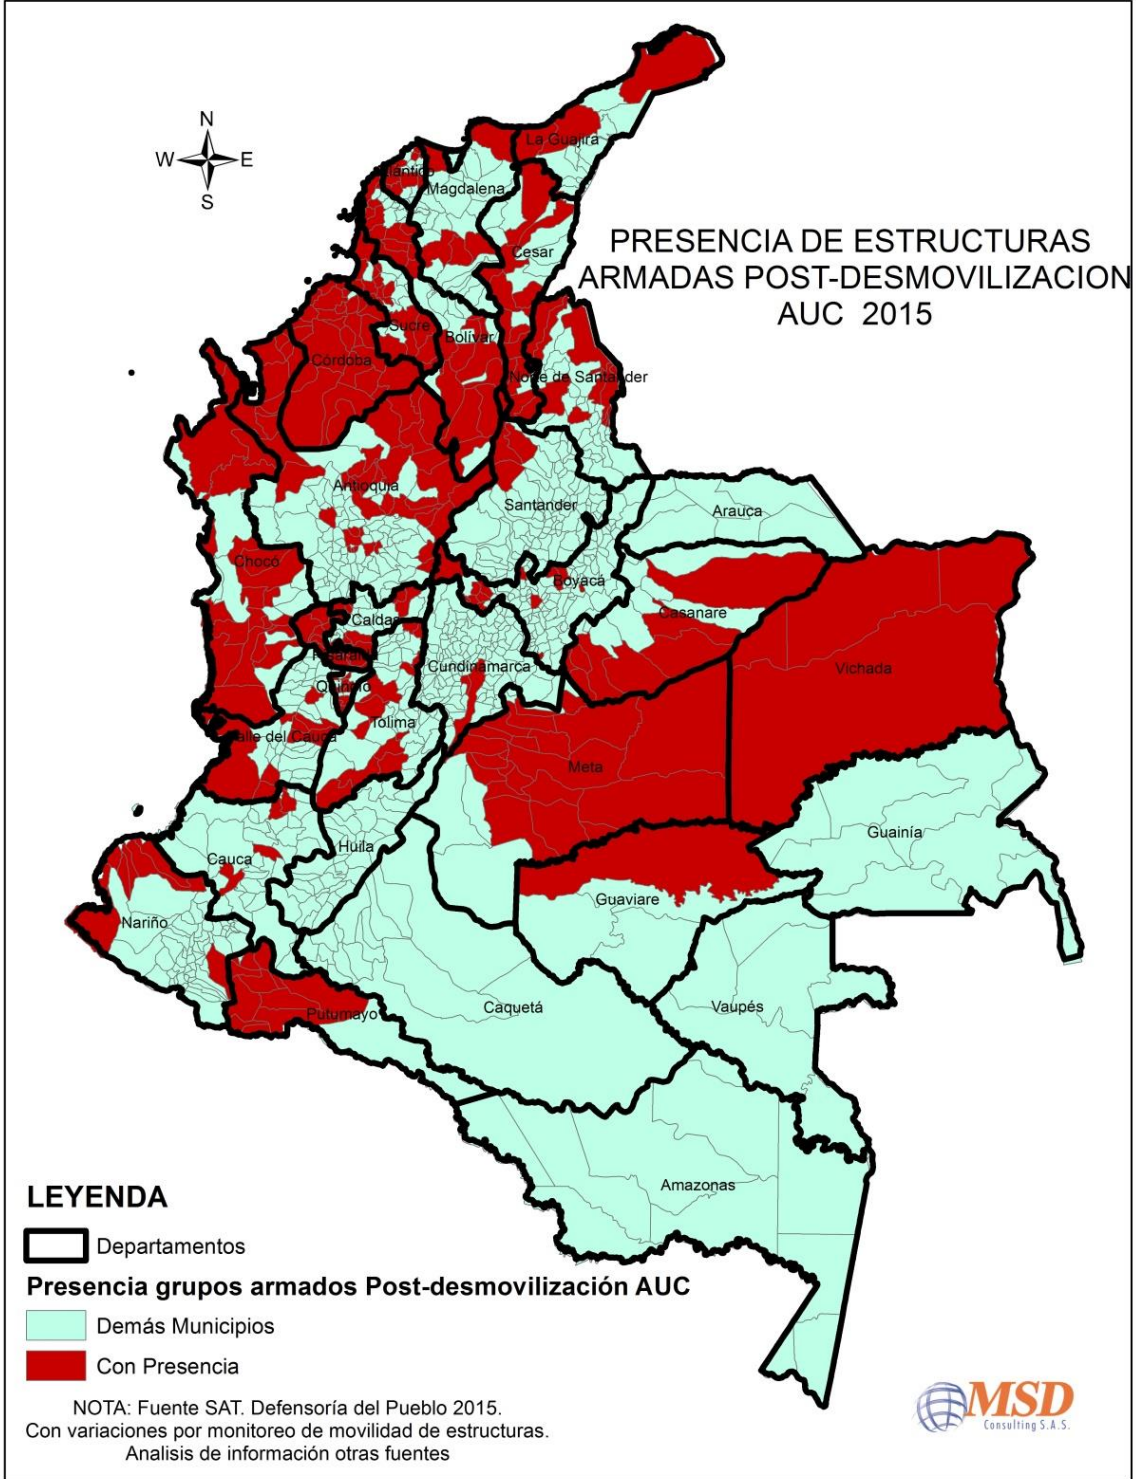 N
W E
S
PRESENCIA DE ESTRUCTURAS
ARMADAS POST-DESMOVILIZACION
AUC 2015
La Guajira
Magdalena
Cesar
Sucre
Bolívar
Córdoba
Norte de Santander
Antioquia
Santander
Arauca
Chocó
Boyacá
Caldas
Casanare
Cundinamarca
Vichada
Quindío
Tolima
Valle del Cauca
Meta
Guainía
Huila
Cauca
Guaviare
Nariño
Caquetá
Vaupés
Putumayo
Amazonas
LEYENDA
Departamentos
Presencia grupos armados Post-desmovilización AUC
Demás Municipios
Con Presencia
NOTA: Fuente SAT. Defensoría del Pueblo 2015.
Con variaciones por monitoreo de movilidad de estructuras.
Analisis de información otras fuentes
MSD
Consulting S.A.S.